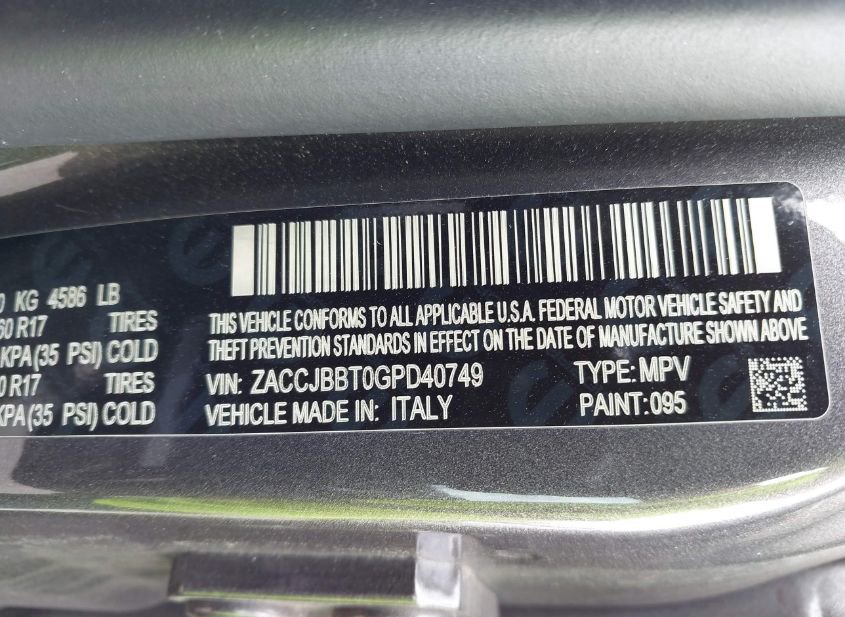 KG 4586 LB
60 R17 TIRES
KPA (35 PSI) COLD
0 R17 TIRES
KPA (35 PSI) COLD
THIS VEHICLE CONFORMS TO ALL APPLICABLE U.S.A. FEDERAL MOTOR VEHICLE SAFETY AND
THEFT PREVENTION STANDARDS IN EFFECT ON THE DATE OF MANUFACTURE SHOWN ABOVE
VIN: ZACCJBBT0GPD40749 TYPE: MPV
VEHICLE MADE IN: ITALY PAINT: 095